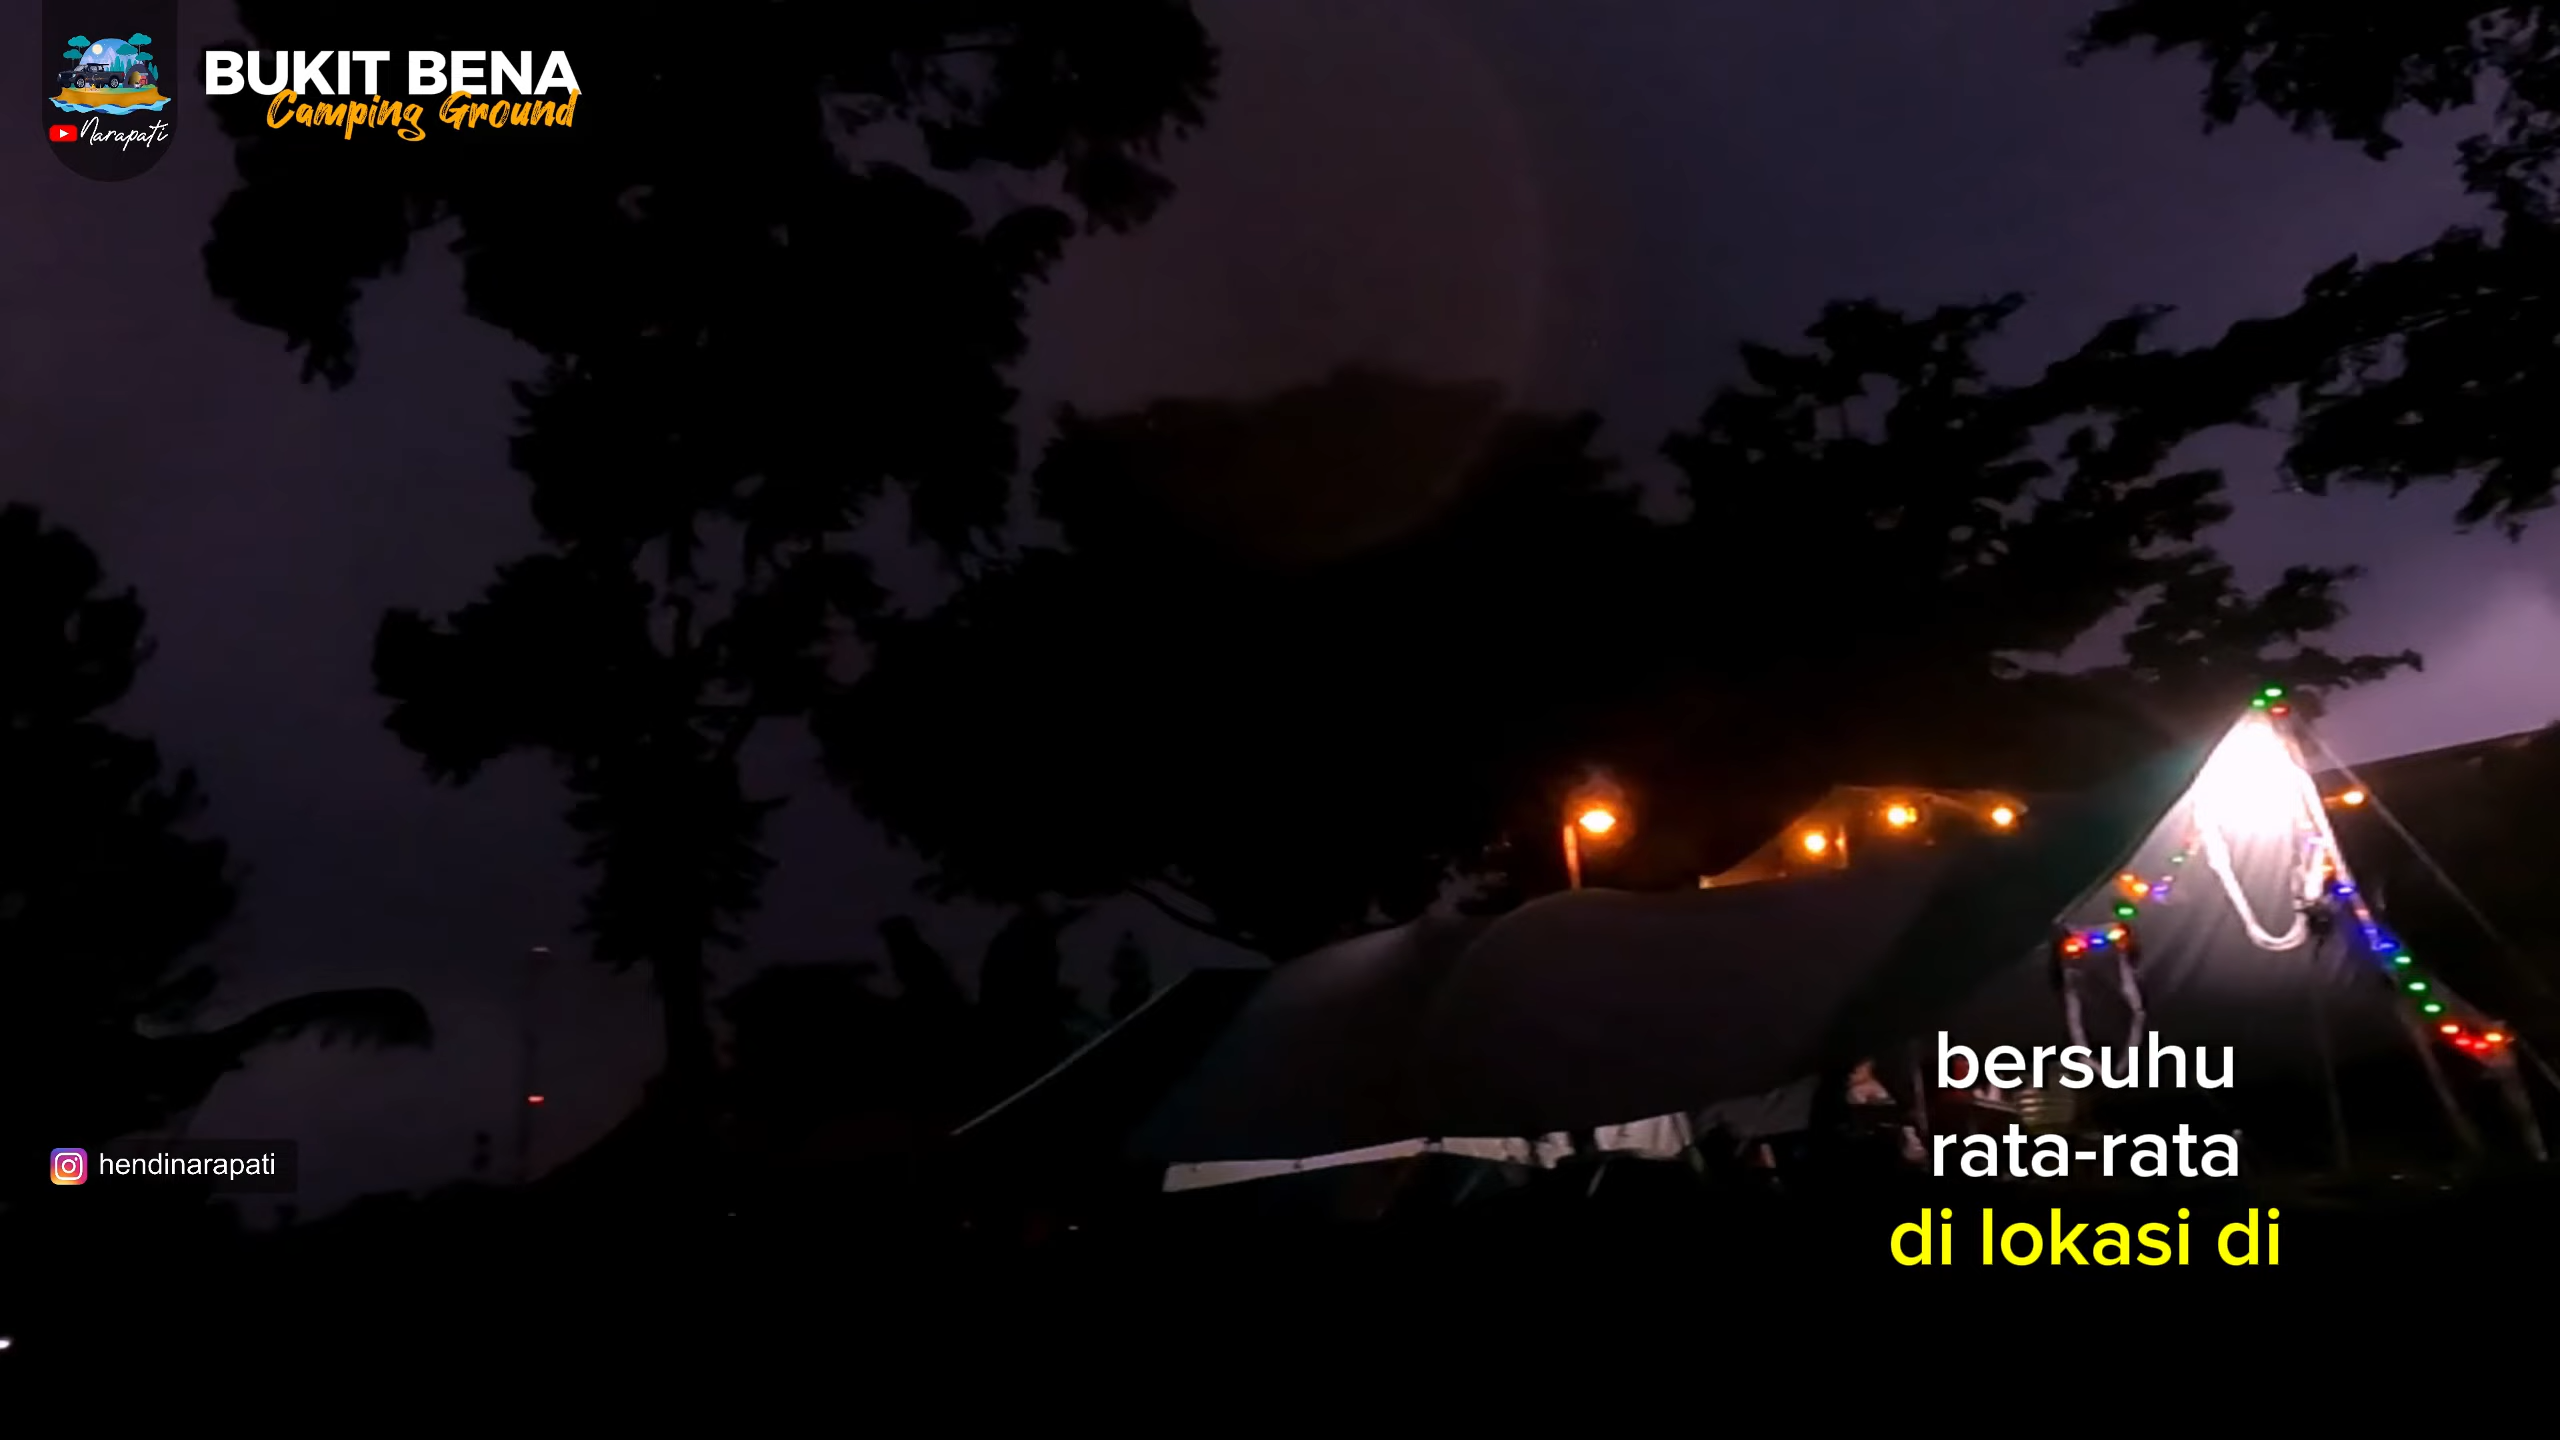 BUKIT BENA
Camping Ground
Narapati
hendinarapati
bersuhu
rata-rata
di lokasi di